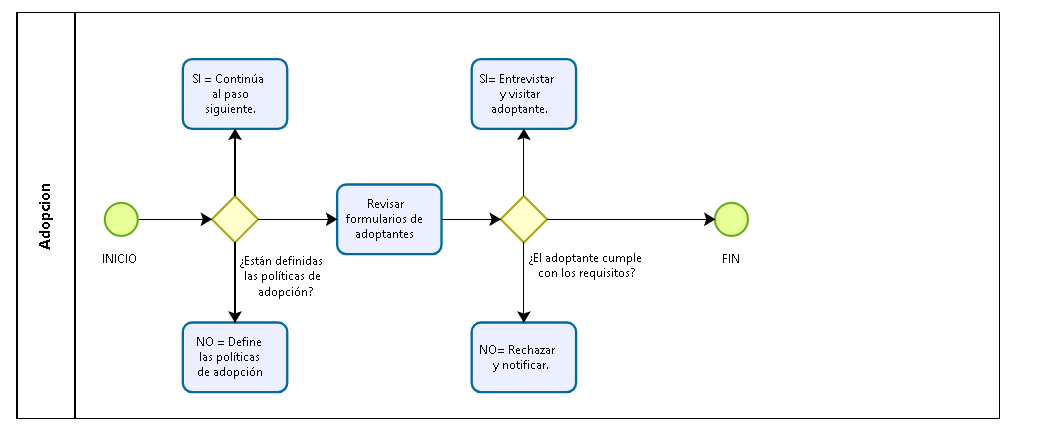 Adopcion
INICIO
SI = Continúa
al paso
siguiente.
¿Están definidas
las políticas de
adopción?
NO = Define
las políticas
de adopción
Revisar
formularios de
adoptantes
SI= Entrevistar
y visitar
adoptante.
¿El adoptante cumple
con los requisitos?
NO= Rechazar
y notificar.
FIN